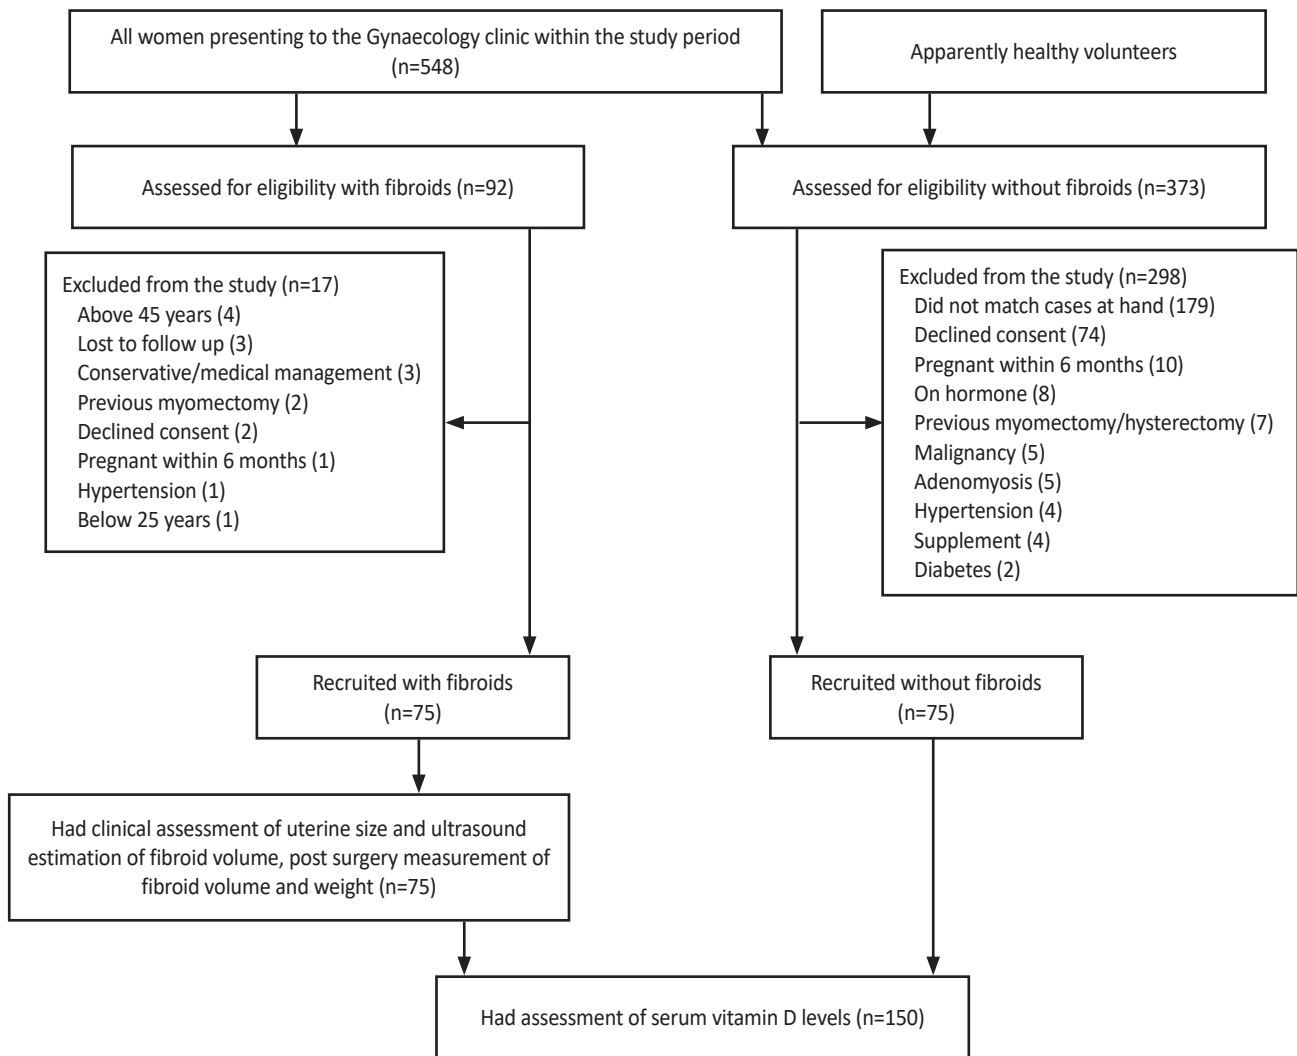 All women presenting to the Gynaecology clinic within the study period
(n=548)
Apparently healthy volunteers
Assessed for eligibility with fibroids (n=92)
Assessed for eligibility without fibroids (n=373)
Excluded from the study (n=17)
Above 45 years (4)
Lost to follow up (3)
Conservative/medical management (3)
Previous myomectomy (2)
Declined consent (2)
Pregnant within 6 months (1)
Hypertension (1)
Below 25 years (1)
Excluded from the study (n=298)
Did not match cases at hand (179)
Declined consent (74)
Pregnant within 6 months (10)
On hormone (8)
Previous myomectomy/hysterectomy (7)
Malignancy (5)
Adenomyosis (5)
Hypertension (4)
Supplement (4)
Diabetes (2)
Recruited with fibroids
(n=75)
Recruited without fibroids
(n=75)
Had clinical assessment of uterine size and ultrasound
estimation of fibroid volume, post surgery measurement of
fibroid volume and weight (n=75)
Had assessment of serum vitamin D levels (n=150)